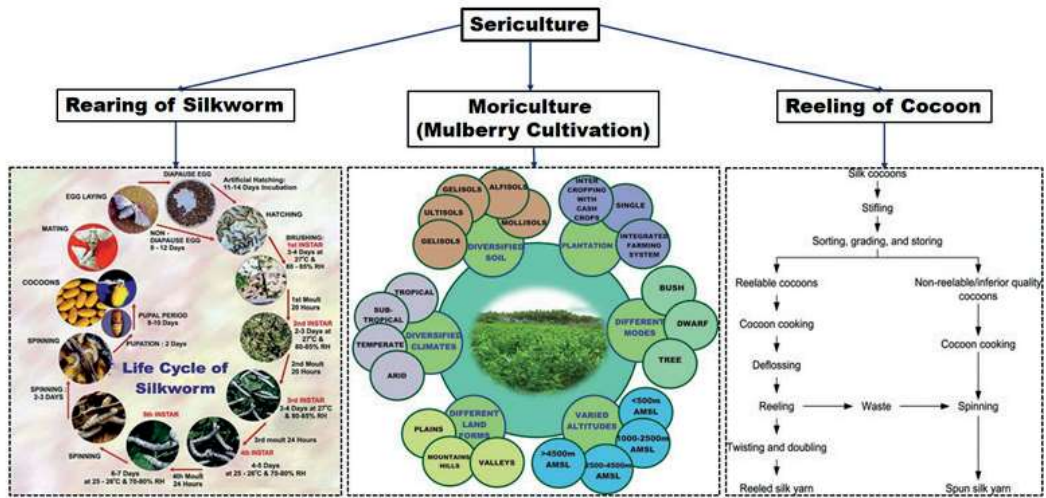 Sericulture
Rearing of Silkworm
Moriculture
(Mulberry Cultivation)
Reeling of Cocoon
DIAPAUSE EGG
Artificial Hatching:
11-14 Days Incubation
EGG LAYING
HATCHING
NON -
DIAPAUSE EGG
9 - 12 Days
MATING
BRUSHING:
1st INSTAR
3-4 Days at
27°C &
80 - 85% RH
COCOONS
1st Moult
20 Hours
PUPAL PERIOD
8-10 Days
2nd INSTAR
2-3 Days at
27°C &
80-85% RH
PUPATION : 2 Days
SPINNING
Life Cycle of
Silkworm
2nd Moult
20 Hours
SPINNING :
2-3 DAYS
3rd INSTAR
3-4 Days at 27°C
& 80-85% RH
5th INSTAR
3rd moult 24 Hours
4th INSTAR
SPINNING
4-5 Days
at 25 - 26°C & 70-80% RH
6-7 Days
at 25 - 26°C & 70-80% RH
4th Moult
24 Hours
GELISOLS
ALFISOLS
ULTISOLS
MOLLISOLS
GELISOLS
DIVERSIFIED
SOIL
INTER
CROPPING
WITH
CASH
CROPS
SINGLE
PLANTATION
INTEGRATED
FARMING
SYSTEM
TROPICAL
SUB-
TROPICAL
TEMPERATE
ARID
DIVERSIFIED
CLIMATES
BUSH
DIFFERENT
MODES
DWARF
TREE
DIFFERENT
LAND
FORMS
PLAINS
MOUNTAINS
HILLS
VALLEYS
VARIED
ALTITUDES
<500m
AMSL
1000-2500m
AMSL
2500-4500m
AMSL
>4500m
AMSL
Silk cocoons
Stifling
Sorting, grading, and storing
Reelable cocoons
Non-reelable/inferior quality
cocoons
Cocoon cooking
Cocoon cooking
Deflossing
Reeling
Waste
Spinning
Twisting and doubling
Reeled silk yarn
Spun silk yarn